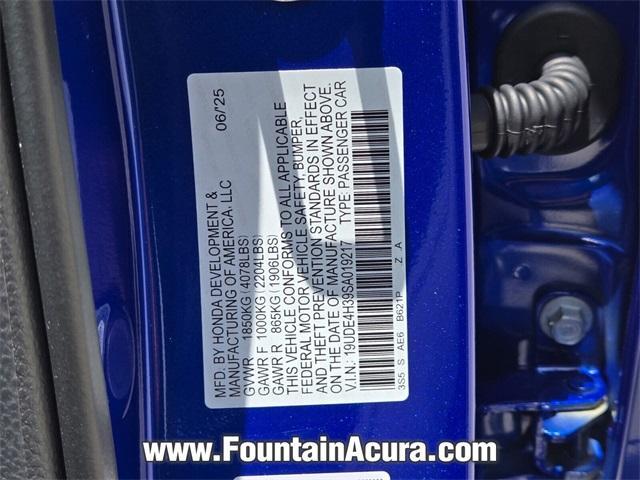 MFD. BY HONDA DEVELOPMENT & 06/'25
MANUFACTURING OF AMERICA, LLC
GVWR 1850KG (4078LBS)
GAWR F 1000KG (2204LBS)
GAWR R 865KG (1906LBS)
THIS VEHICLE CONFORMS TO ALL APPLICABLE
FEDERAL MOTOR VEHICLE SAFETY, BUMPER,
AND THEFT PREVENTION STANDARDS IN EFFECT
ON THE DATE OF MANUFACTURE SHOWN ABOVE.
V.I.N.: 19UDE4H39SA019217 TYPE: PASSENGER CAR
3S5 S AE6 B621P Z A
www.FountainAcura.com